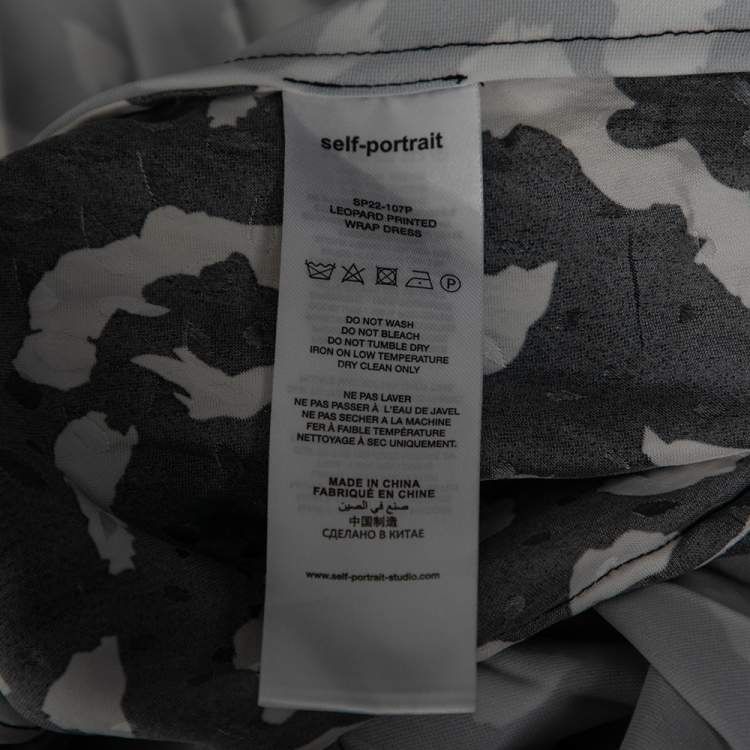 self-portrait
SP22-107P
LEOPARD PRINTED
WRAP DRESS
P
DO NOT WASH
DO NOT BLEACH
DO NOT TUMBLE DRY
IRON ON LOW TEMPERATURE
DRY CLEAN ONLY
NE PAS LAVER
NE PAS PASSER À L'EAU DE JAVEL
NE PAS SECHER A LA MACHINE
FER À FAIBLE TEMPÉRATURE
NETTOYAGE À SEC UNIQUEMENT.
MADE IN CHINA
FABRIQUÉ EN CHINE
صنع في الصين
中国制造
СДЕЛАНО В КИТАЕ
www.self-portrait-studio.com